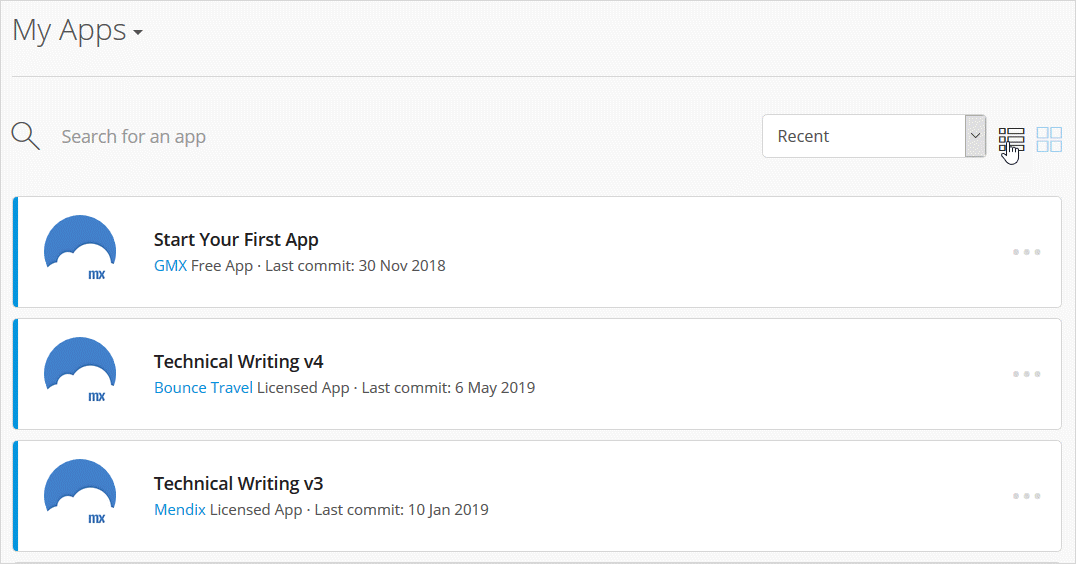 My Apps
Search for an app
Recent
Start Your First App
GMX Free App · Last commit: 30 Nov 2018
mx
Technical Writing v4
Bounce Travel Licensed App · Last commit: 6 May 2019
mx
Technical Writing v3
Mendix Licensed App · Last commit: 10 Jan 2019
mx